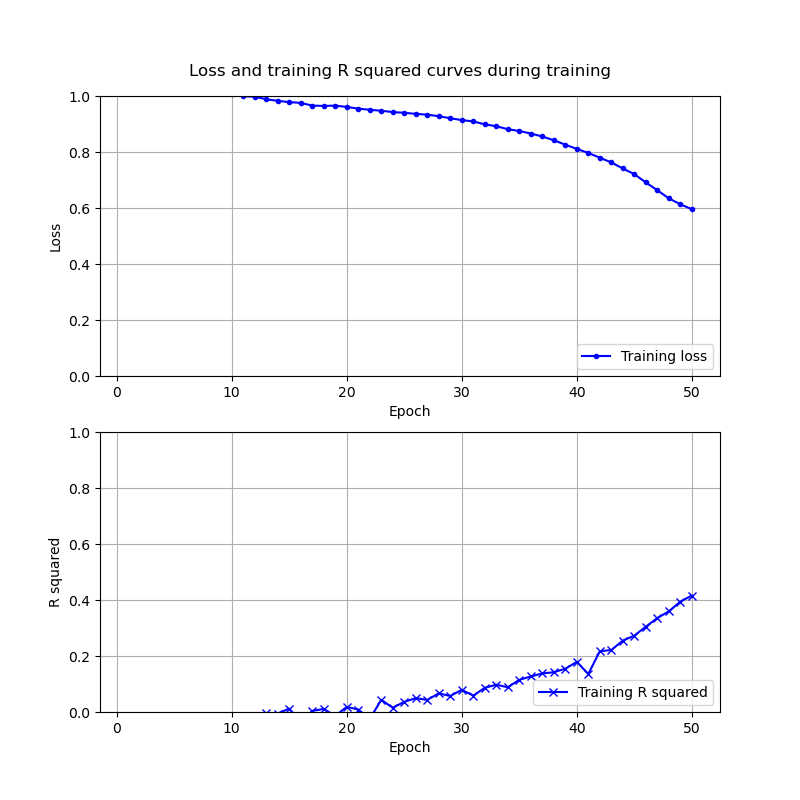 Loss and training R squared curves during training
1.0
0.8
0.6
0.4
0.2
0.0
Loss
Training loss
0 10 20 30 40 50
Epoch
1.0
0.8
0.6
0.4
0.2
0.0
R squared
Training R squared
0 10 20 30 40 50
Epoch